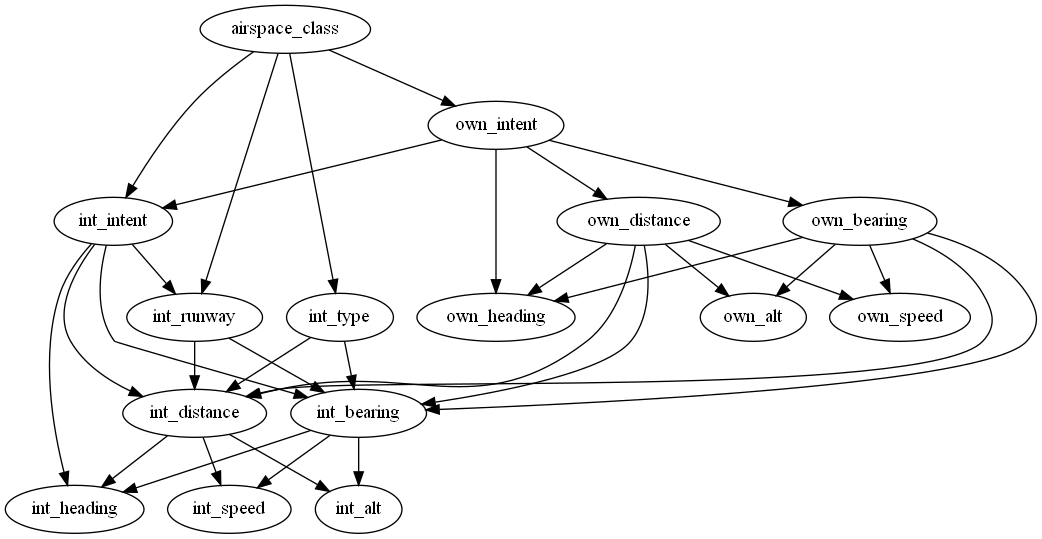 airspace_class
own_intent
int_intent
own_distance
own_bearing
int_runway
int_type
own_heading
own_alt
own_speed
int_distance
int_bearing
int_heading
int_speed
int_alt